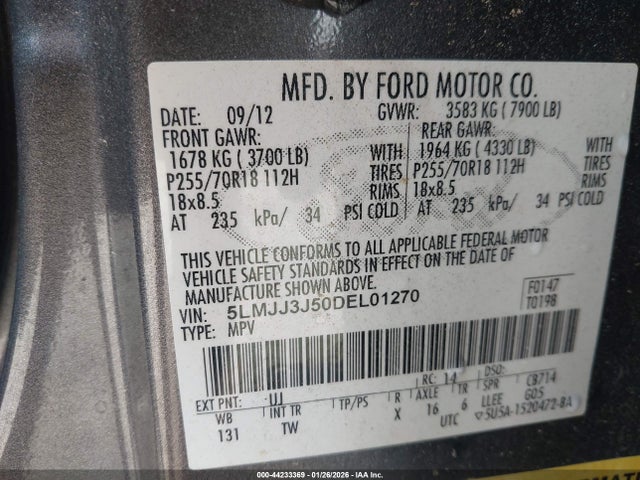 MFD. BY FORD MOTOR CO.
DATE: 09/12 GVWR: 3583 KG ( 7900 LB)
FRONT GAWR: REAR GAWR:
1678 KG ( 3700 LB) WITH 1964 KG ( 4330 LB) WITH
P255/70R18 112H TIRES P255/70R18 112H TIRES
18x8.5 RIMS 18x8.5 RIMS
AT 235 kPa/ 34 PSI COLD AT 235 kPa/ 34 PSI COLD
THIS VEHICLE CONFORMS TO ALL APPLICABLE FEDERAL MOTOR
VEHICLE SAFETY STANDARDS IN EFFECT ON THE DATE OF
MANUFACTURE SHOWN ABOVE.
VIN: 5LMJJ3J50DEL01270 F0147
TYPE: MPV T0198
EXT PNT: UJ RC: 14 DSO: CB714
WB INT TR TP/PS R AXLE TR SPR G05
131 TW X 16 6 LLEE
UTC 5U5A-1520472-BA
000-44233369 - 01/26/2026 - IAA Inc.